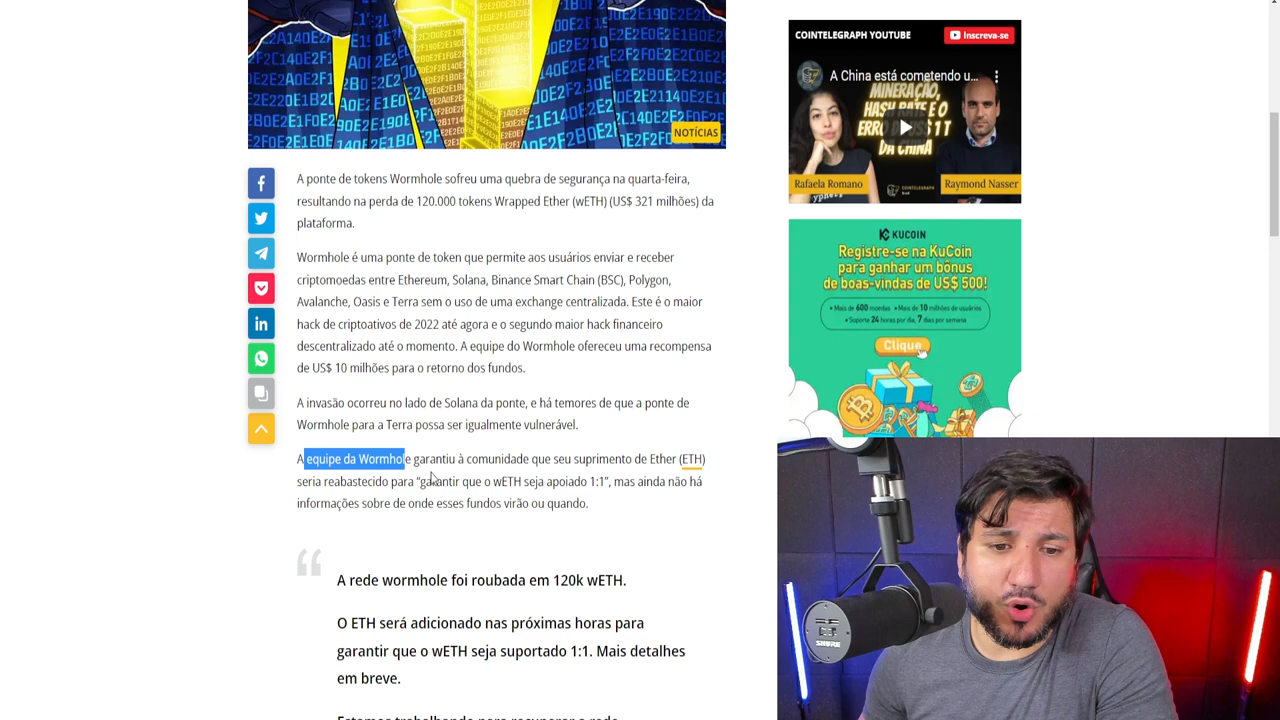 NOTÍCIAS
A ponte de tokens Wormhole sofreu uma quebra de segurança na quarta-feira,
resultando na perda de 120.000 tokens Wrapped Ether (wETH) (US$ 321 milhões) da
plataforma.
Wormhole é uma ponte de token que permite aos usuários enviar e receber
criptomoedas entre Ethereum, Solana, Binance Smart Chain (BSC), Polygon,
Avalanche, Oasis e Terra sem o uso de uma exchange centralizada. Este é o maior
hack de criptoativos de 2022 até agora e o segundo maior hack financeiro
descentralizado até o momento. A equipe do Wormhole ofereceu uma recompensa
de US$ 10 milhões para o retorno dos fundos.
A invasão ocorreu no lado de Solana da ponte, e há temores de que a ponte de
Wormhole para a Terra possa ser igualmente vulnerável.
A equipe da Wormhole garantiu à comunidade que seu suprimento de Ether (ETH)
seria reabastecido para “garantir que o wETH seja apoiado 1:1”, mas ainda não há
informações sobre de onde esses fundos virão ou quando.
A rede wormhole foi roubada em 120k wETH.
O ETH será adicionado nas próximas horas para
garantir que o wETH seja suportado 1:1. Mais detalhes
em breve.
COINTELEGRAPH YOUTUBE
Inscreva-se
A China está cometendo u...
MINERAÇÃO,
HASH RATE E O
ERRO DE US$ 1 T
DA CHINA
Rafaela Romano
COINTELEGRAPH
Raymond Nasser
KUCOIN
Registre-se na KuCoin
para ganhar um bônus
de boas-vindas de US$ 500!
• Mais de 600 moedas • Mais de 10 milhões de usuários
• Suporte 24 horas por dia, 7 dias por semana
Clique
SHURE